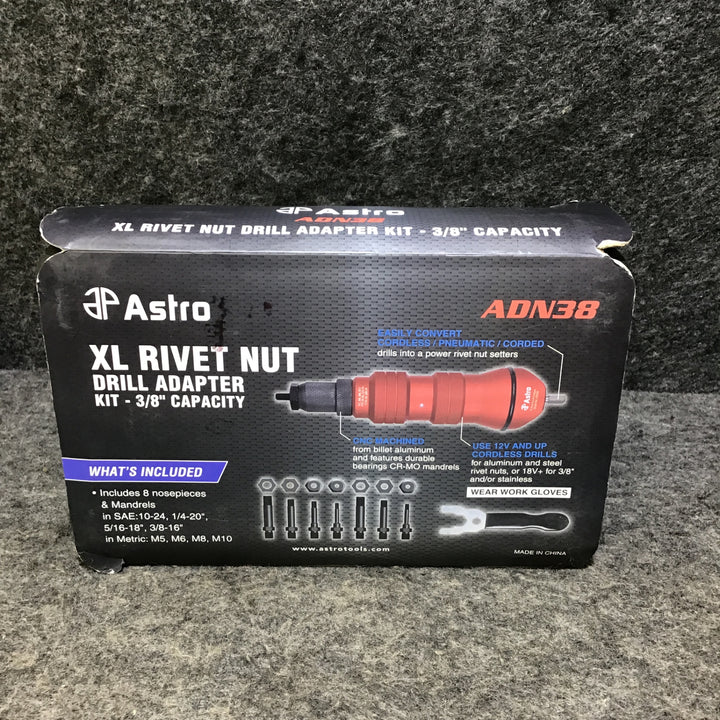 Astro
ADN38
XL RIVET NUT DRILL ADAPTER KIT - 3/8" CAPACITY
Astro
ADN38
XL RIVET NUT
DRILL ADAPTER
KIT - 3/8" CAPACITY
EASILY CONVERT
CORDLESS / PNEUMATIC / CORDED
drills into a power rivet nut setters
Astro
CNC MACHINED
from billet aluminum
and features durable
bearings CR-MO mandrels
USE 12V AND UP
CORDLESS DRILLS
for aluminum and steel
rivet nuts, or 18V+ for 3/8"
and/or stainless
WEAR WORK GLOVES
WHAT'S INCLUDED
• Includes 8 nosepieces
& Mandrels
in SAE:10-24, 1/4-20",
5/16-18", 3/8-16"
in Metric: M5, M6, M8, M10
www.astrotools.com
MADE IN CHINA